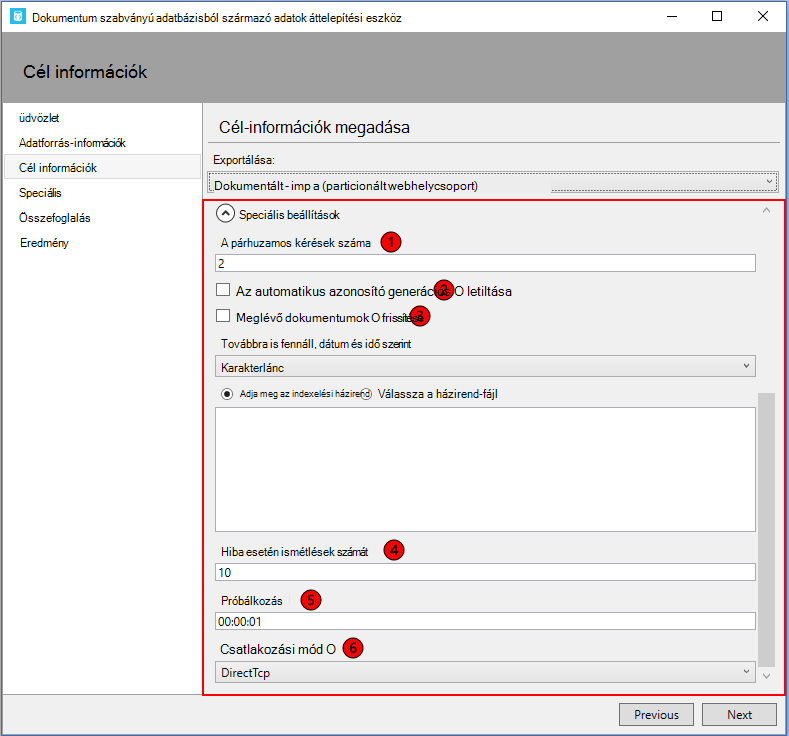 Dokumentum szabványú adatbázisból származó adatok áttelepítési eszköz
Cél információk
üdvözlet
Adatforrás-információk
Cél információk
Speciális
Összefoglalás
Eredmény
Cél-információk megadása
Exportálása:
Dokumentált - imp a (particionált webhelycsoport)
Speciális beállítások
A párhuzamos kérések száma 1
2
Az automatikus azonosító generációs O letiltása 2
Meglévő dokumentumok O frissítése 3
Továbbra is fennáll, dátum és idő szerint
Karakterlánc
Adja meg az indexelési házirend Válassza a házirend-fájl
Hiba esetén ismétlések számát 4
10
Próbálkozás 5
00:00:01
Csatlakozási mód O 6
DirectTcp
Previous Next